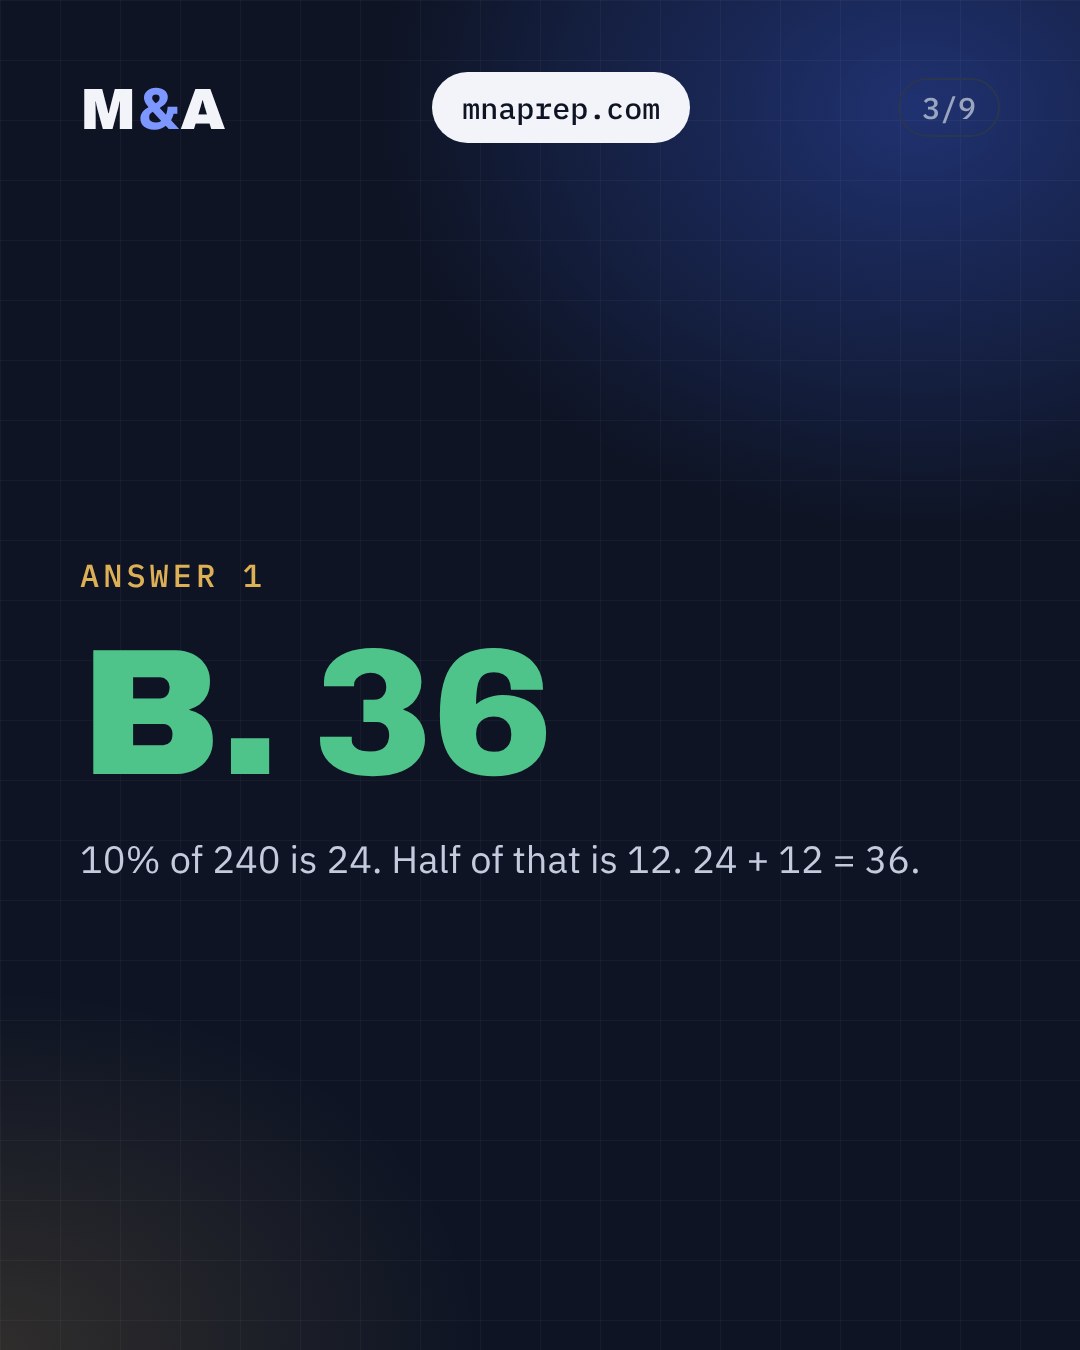 M&A
mnaprep.com
3/9
ANSWER 1
B. 36
10% of 240 is 24. Half of that is 12. 24 + 12 = 36.